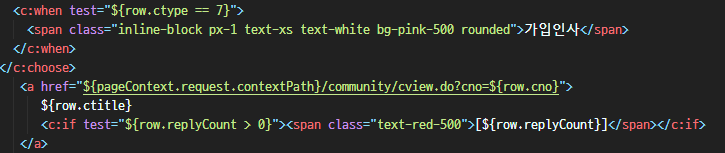 <c:when test="${row.ctype == 7}">
<span class="inline-block px-1 text-xs text-white bg-pink-500 rounded">가입인사</span>
</c:when>
</c:choose>
<a href="${pageContext.request.contextPath}/community/cview.do?cno=${row.cno}">
${row.ctitle}
<c:if test="${row.replyCount > 0}"><span class="text-red-500">[${row.replyCount}]</span></c:if>
</a>